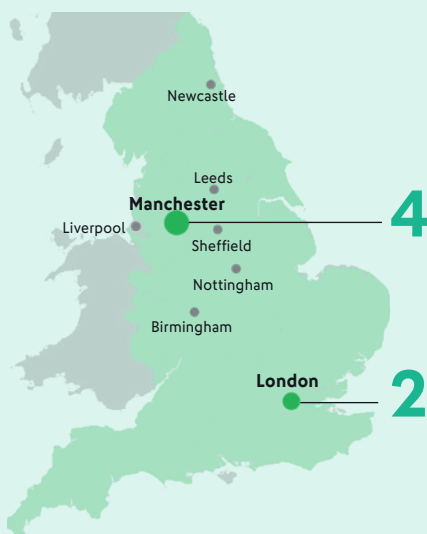 Newcastle
Leeds
Manchester
4
Liverpool
Sheffield
Nottingham
Birmingham
London
2